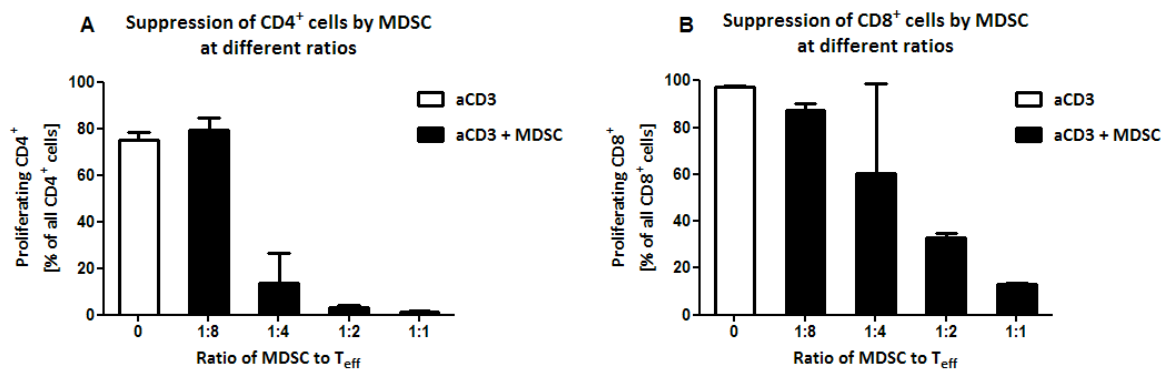 A
Suppression of CD4⁺ cells by MDSC
at different ratios
Proliferating CD4⁺
[% of all CD4⁺ cells]
100
80
60
40
20
0
aCD3
aCD3 + MDSC
0 1:8 1:4 1:2 1:1
Ratio of MDSC to Teff
B
Suppression of CD8⁺ cells by MDSC
at different ratios
Proliferating CD8⁺
[% of all CD8⁺ cells]
100
80
60
40
20
0
aCD3
aCD3 + MDSC
0 1:8 1:4 1:2 1:1
Ratio of MDSC to Teff